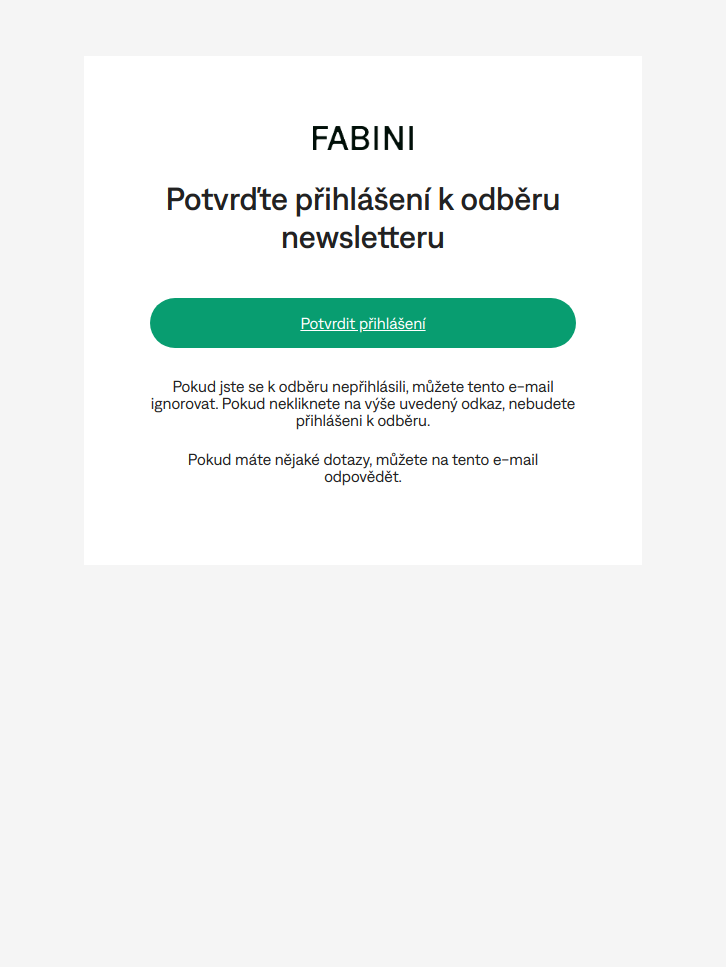 FABINI
Potvrďte přihlášení k odběru
newsletteru
Potvrdit přihlášení
Pokud jste se k odběru nepřihlásili, můžete tento e-mail
ignorovat. Pokud nekliknete na výše uvedený odkaz, nebudete
přihlášeni k odběru.
Pokud máte nějaké dotazy, můžete na tento e-mail
odpovědět.